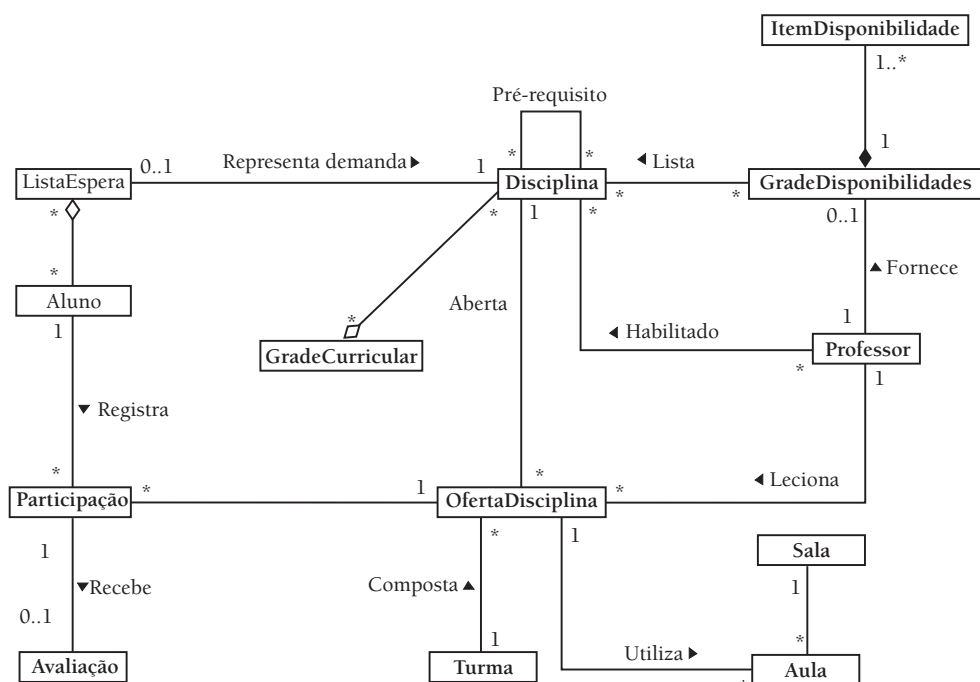 ItemDisponibilidade
1..*
Pré-requisito
1
0..1
Representa demanda
1
*
*
Lista
ListaEspera
Disciplina
GradeDisponibilidades
*
*
1
*
*
*
0..1
*
Aberta
Fornece
Aluno
1
*
Habilitado
1
GradeCurricular
Professor
*
1
Registra
*
*
Leciona
*
1
*
Participação
OfertaDisciplina
1
*
1
Sala
Recebe
Composta
1
0..1
1
Utiliza
*
Avaliação
Turma
Aula